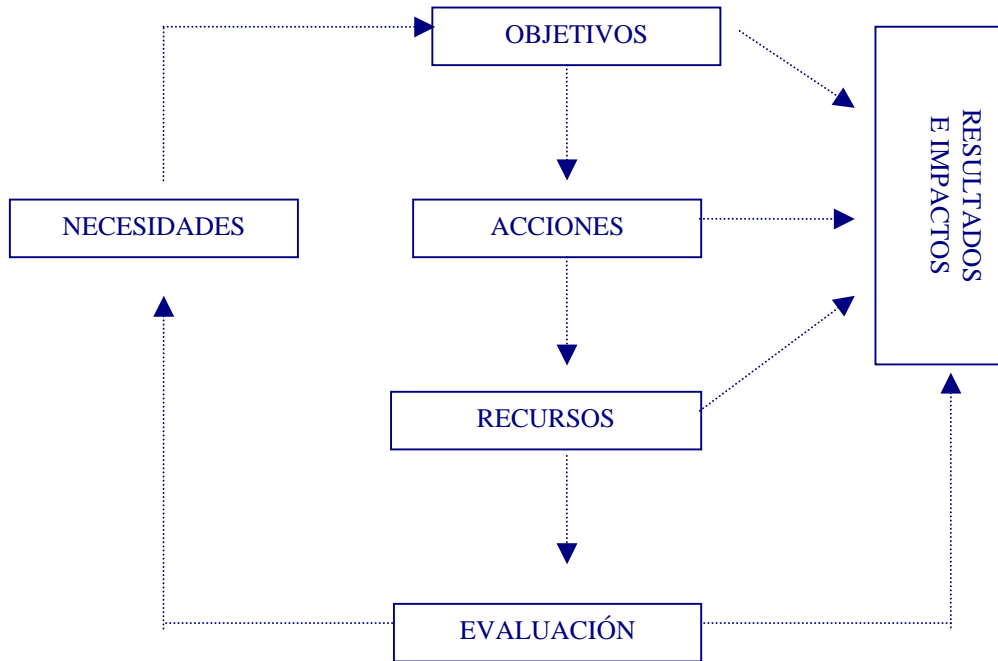 OBJETIVOS
RESULTADOS
E IMPACTOS
NECESIDADES
ACCIONES
RECURSOS
EVALUACIÓN